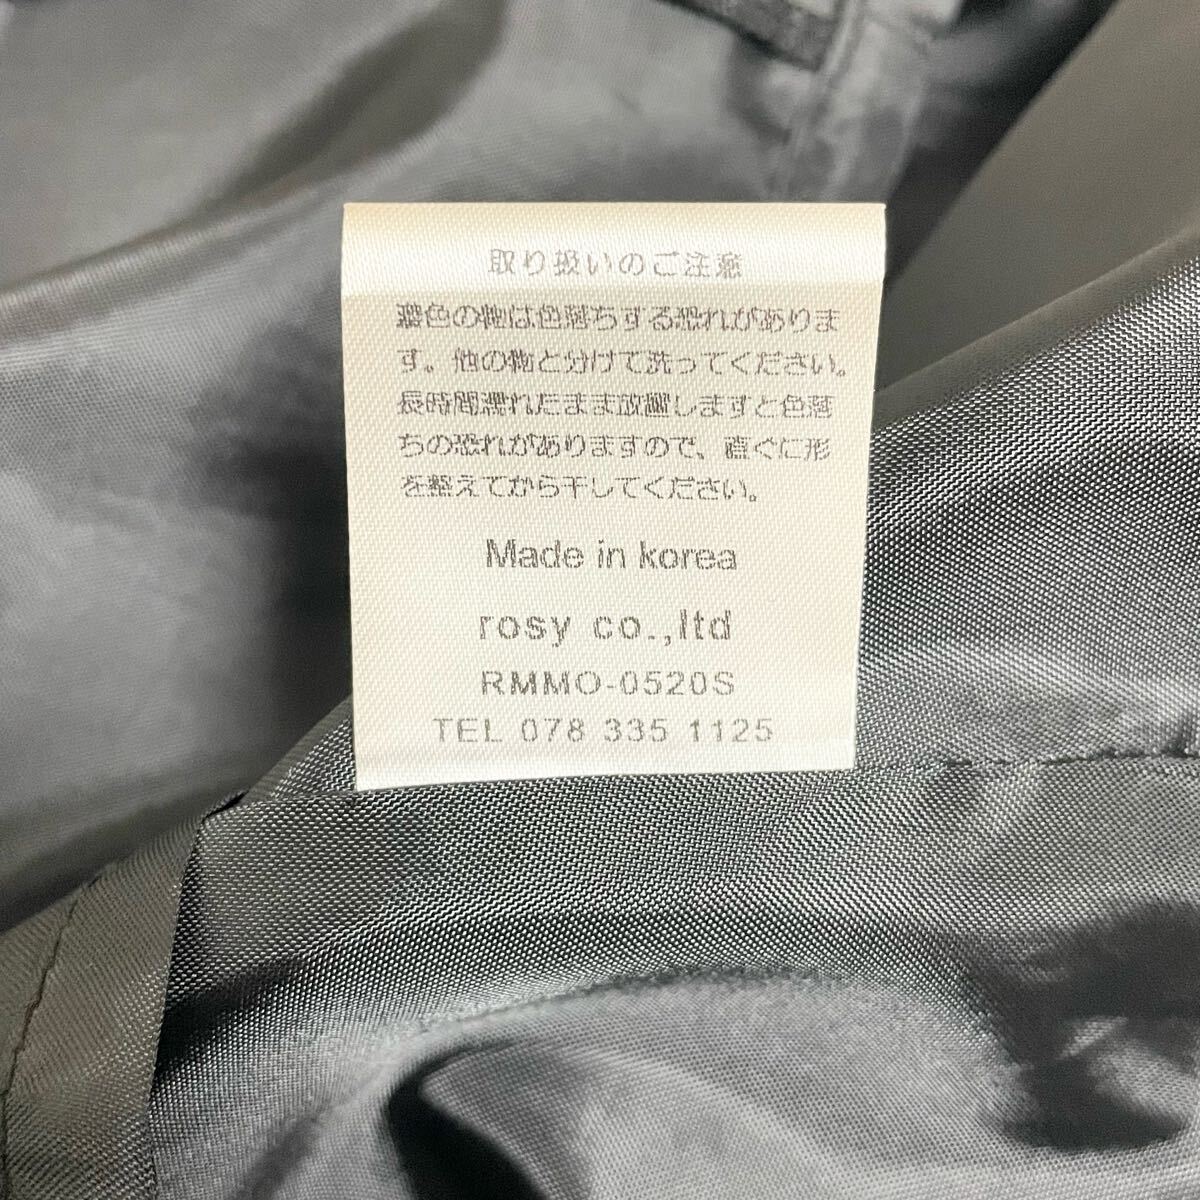 取り扱いのご注意
濃色の物は色落ちする恐れがありま
す。他の物と分けて洗ってください。
長時間濡れたまま放置しますと色落
ちの恐れがありますので、直ぐに形
を整えてから干してください。
Made in korea
rosy co.,ltd
RMMO-0520S
TEL 078 335 1125